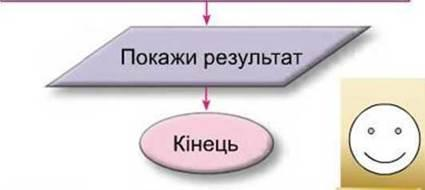 Покажи результат
Кінець